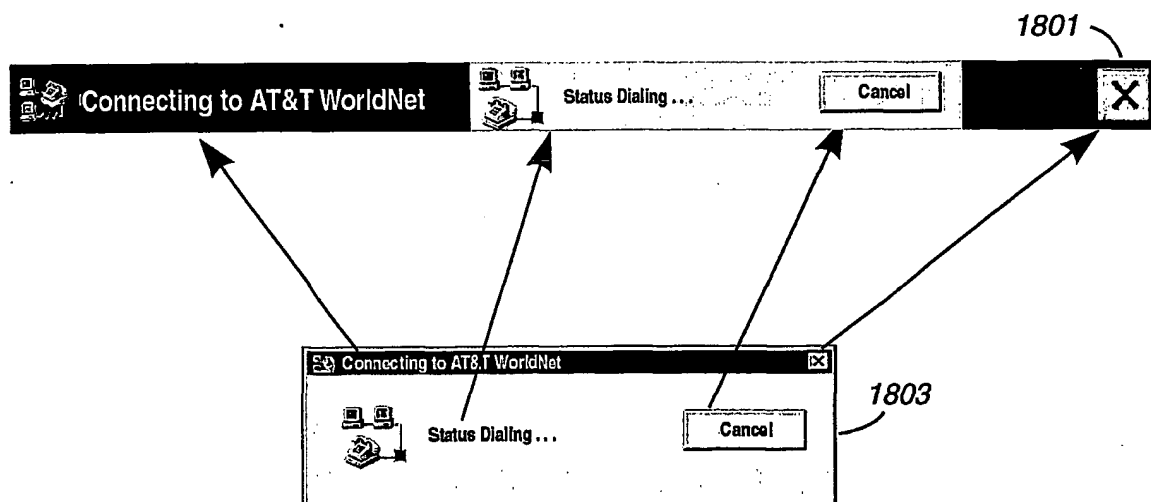 1801
Connecting to AT&T WorldNet
Status Dialing...
Cancel
Connecting to AT&T WorldNet
1803
Status Dialing...
Cancel